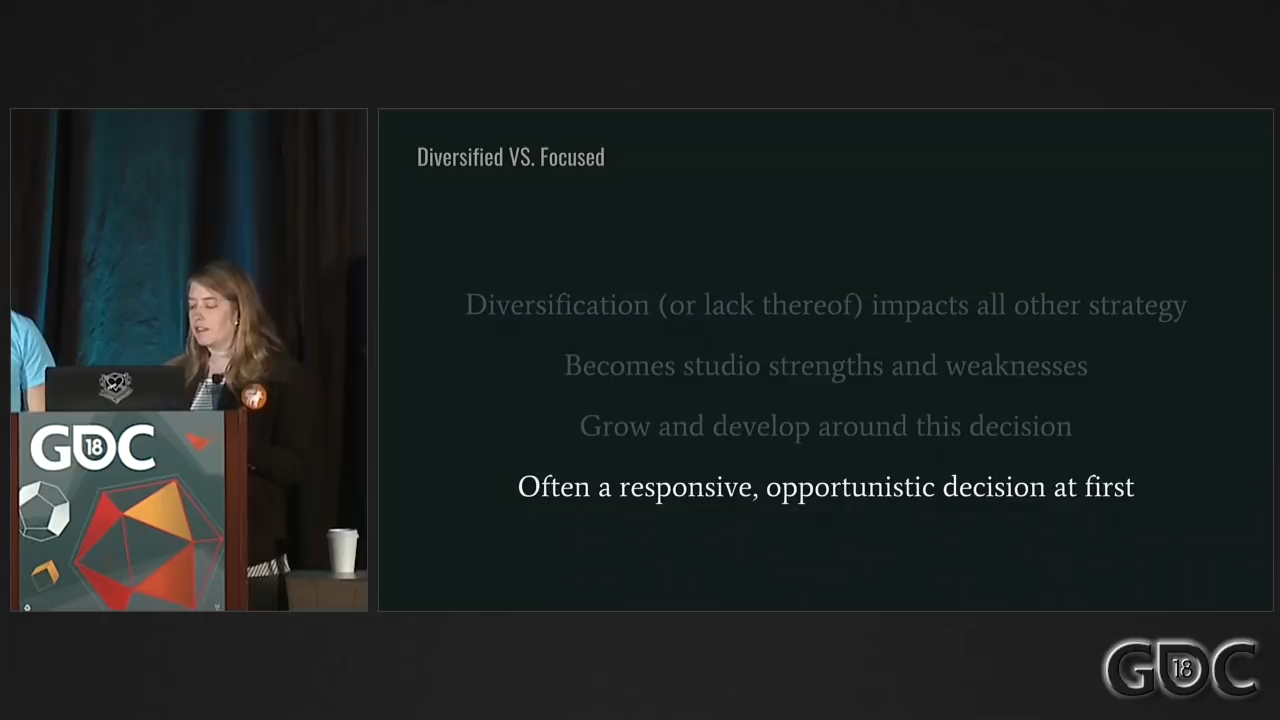 Diversified VS. Focused
Diversification (or lack thereof) impacts all other strategy
Becomes studio strengths and weaknesses
Grow and develop around this decision
Often a responsive, opportunistic decision at first
GDC
18
GDC
18